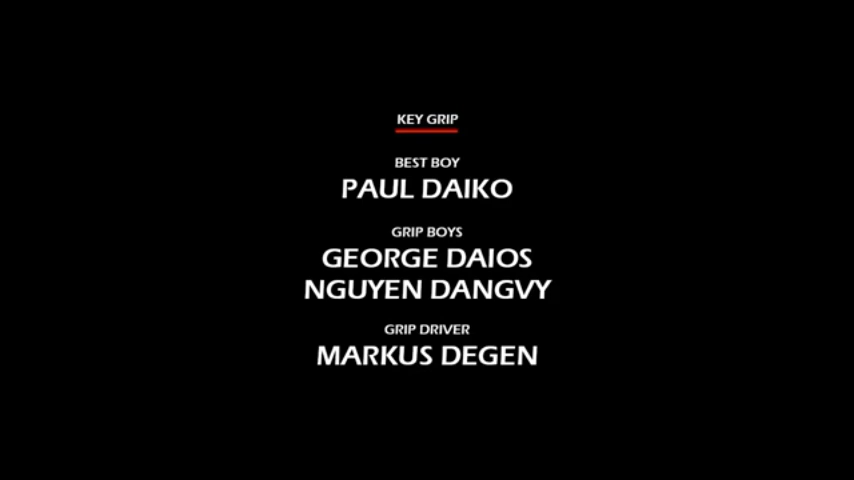 KEY GRIP
BEST BOY
PAUL DAIKO
GRIP BOYS
GEORGE DAIOS
NGUYEN DANGVY
GRIP DRIVER
MARKUS DEGEN